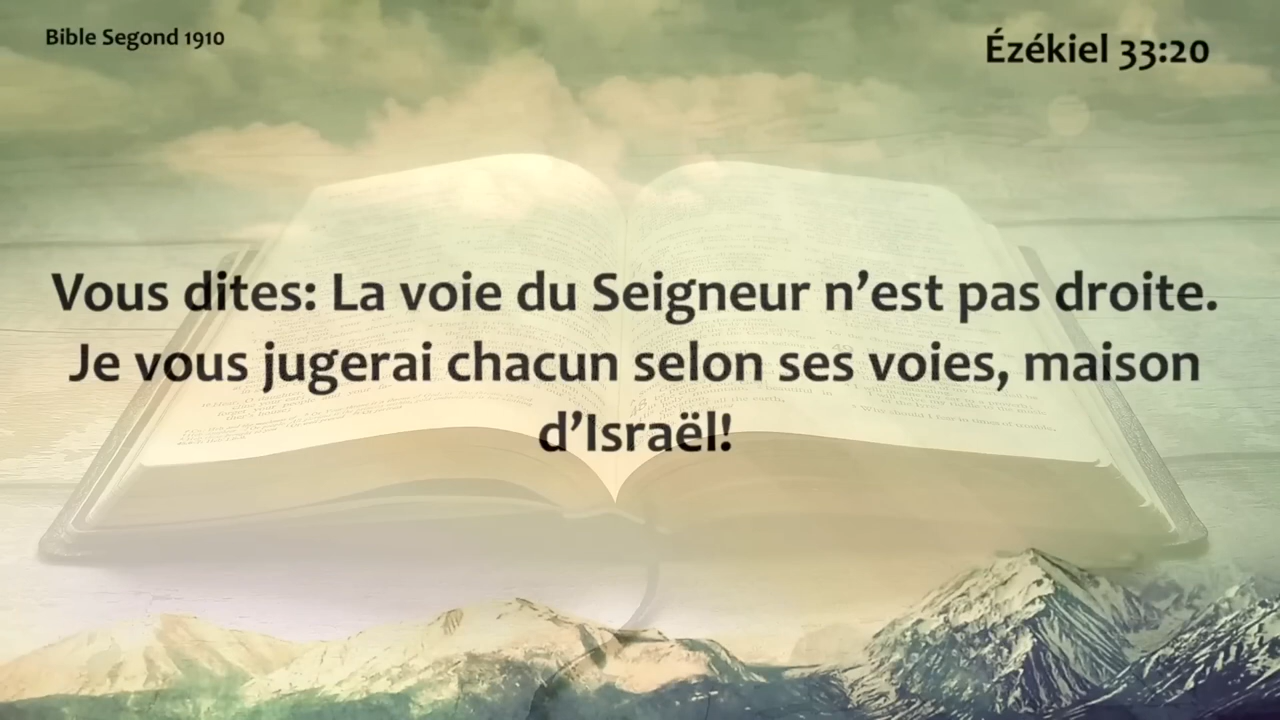 Bible Segond 1910
Ézékiel 33:20
Vous dites: La voie du Seigneur n’est pas droite.
Je vous jugerai chacun selon ses voies, maison
d’Israël!